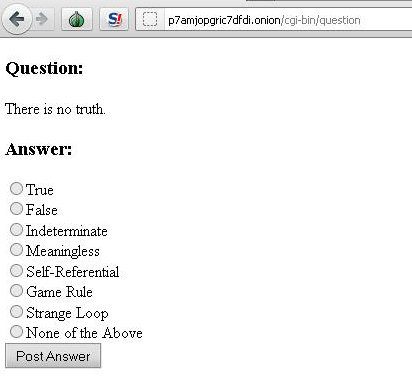 p7amjopgric7dfdi.onion/cgi-bin/question
Question:
There is no truth.
Answer:
True
False
Indeterminate
Meaningless
Self-Referential
Game Rule
Strange Loop
None of the Above
Post Answer